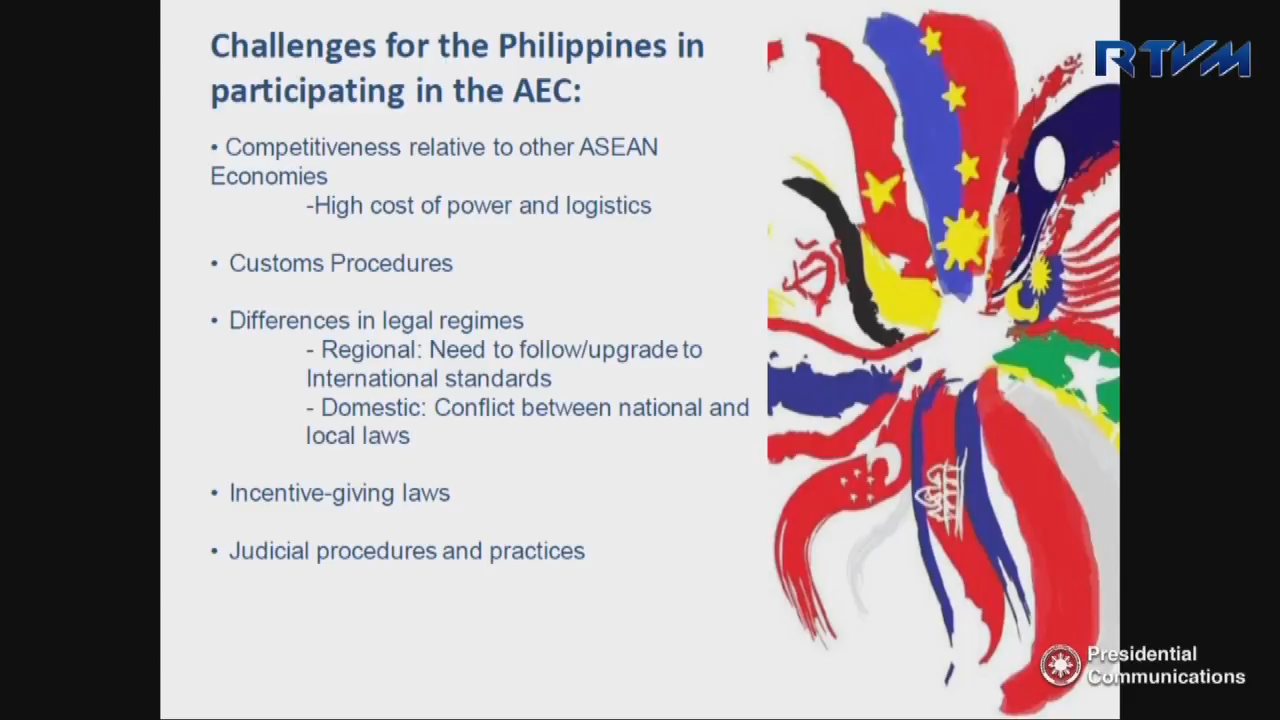 Challenges for the Philippines in
participating in the AEC:
• Competitiveness relative to other ASEAN
Economies
-High cost of power and logistics
• Customs Procedures
• Differences in legal regimes
- Regional: Need to follow/upgrade to
International standards
- Domestic: Conflict between national and
local laws
• Incentive-giving laws
• Judicial procedures and practices
RTVM
Presidential
Communications